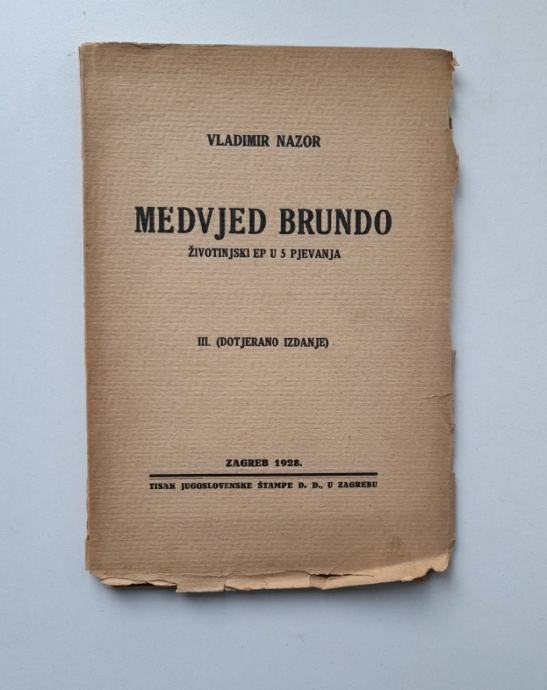 VLADIMIR NAZOR
MEDVJED BRUNDO
ŽIVOTINJSKI EP U 5 PJEVANJA
III. (DOTJERANO IZDANJE)
ZAGREB 1928.
TISAK JUGOSLOVENSKE ŠTAMPE D. D., U ZAGREBU